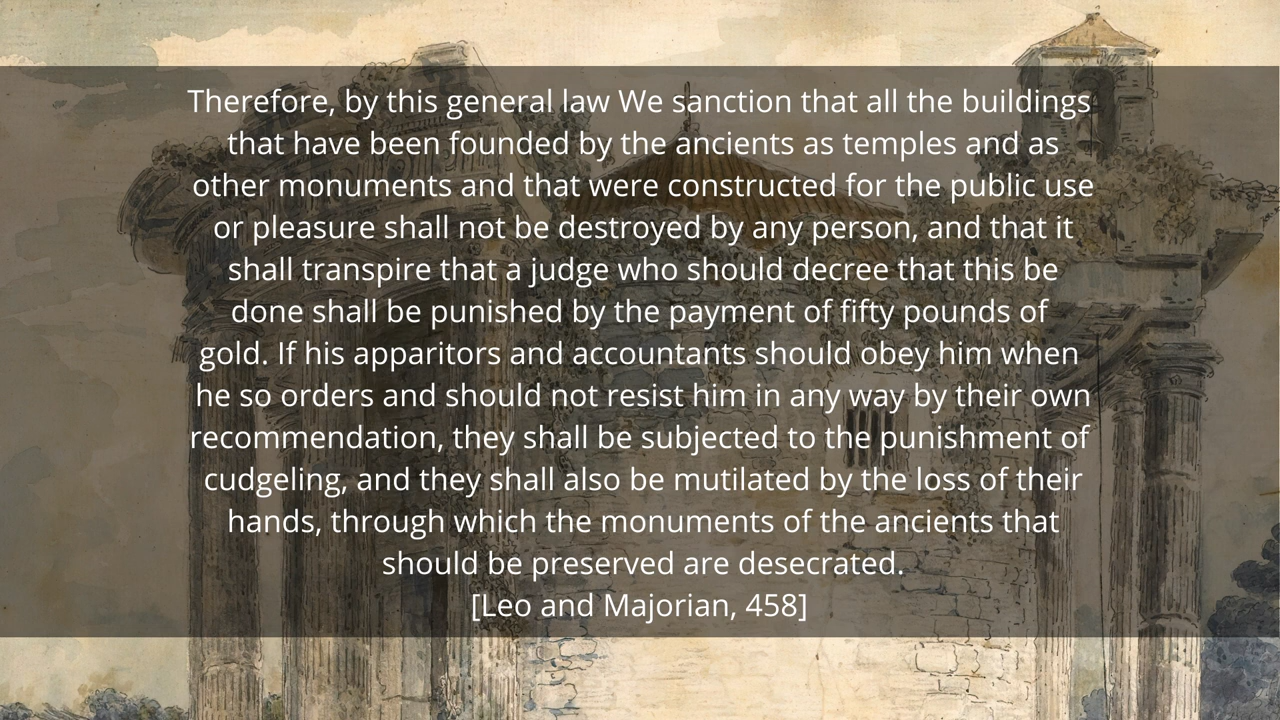 Therefore, by this general law We sanction that all the buildings
that have been founded by the ancients as temples and as
other monuments and that were constructed for the public use
or pleasure shall not be destroyed by any person, and that it
shall transpire that a judge who should decree that this be
done shall be punished by the payment of fifty pounds of
gold. If his apparitors and accountants should obey him when
he so orders and should not resist him in any way by their own
recommendation, they shall be subjected to the punishment of
cudgeling, and they shall also be mutilated by the loss of their
hands, through which the monuments of the ancients that
should be preserved are desecrated.
[Leo and Majorian, 458]